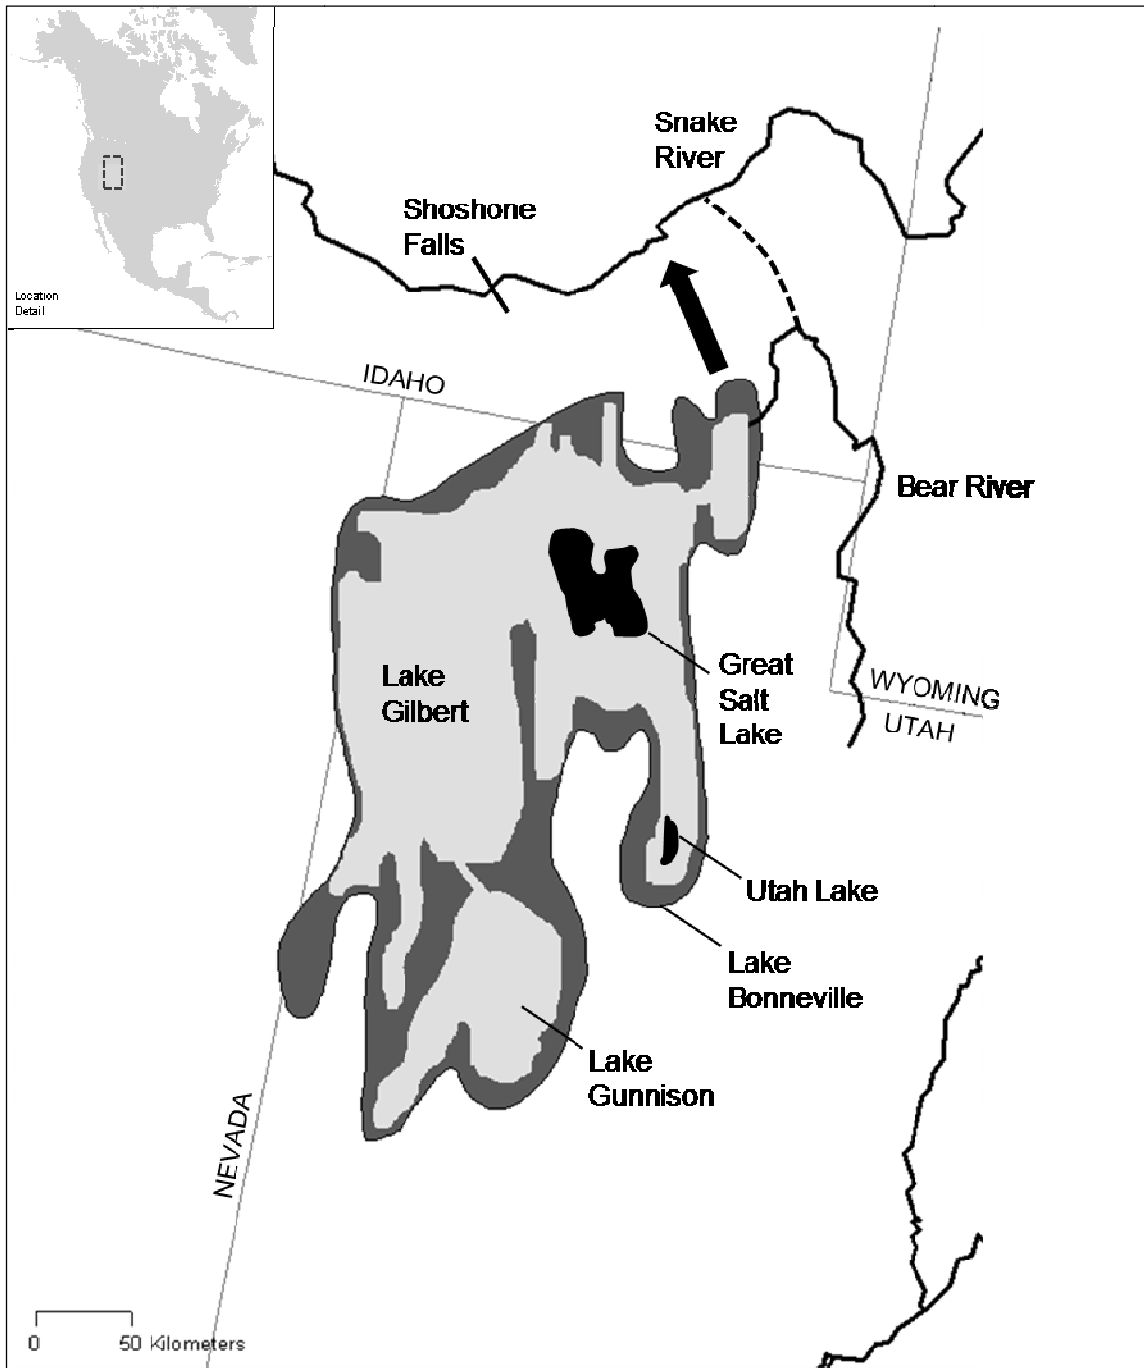 Location
Detail
Snake
River
Shoshone
Falls
IDAHO
Bear River
Great
Salt
Lake
WYOMING
UTAH
Lake
Gilbert
Utah Lake
Lake
Bonneville
Lake
Gunnison
NEVADA
0 50 Kilometers